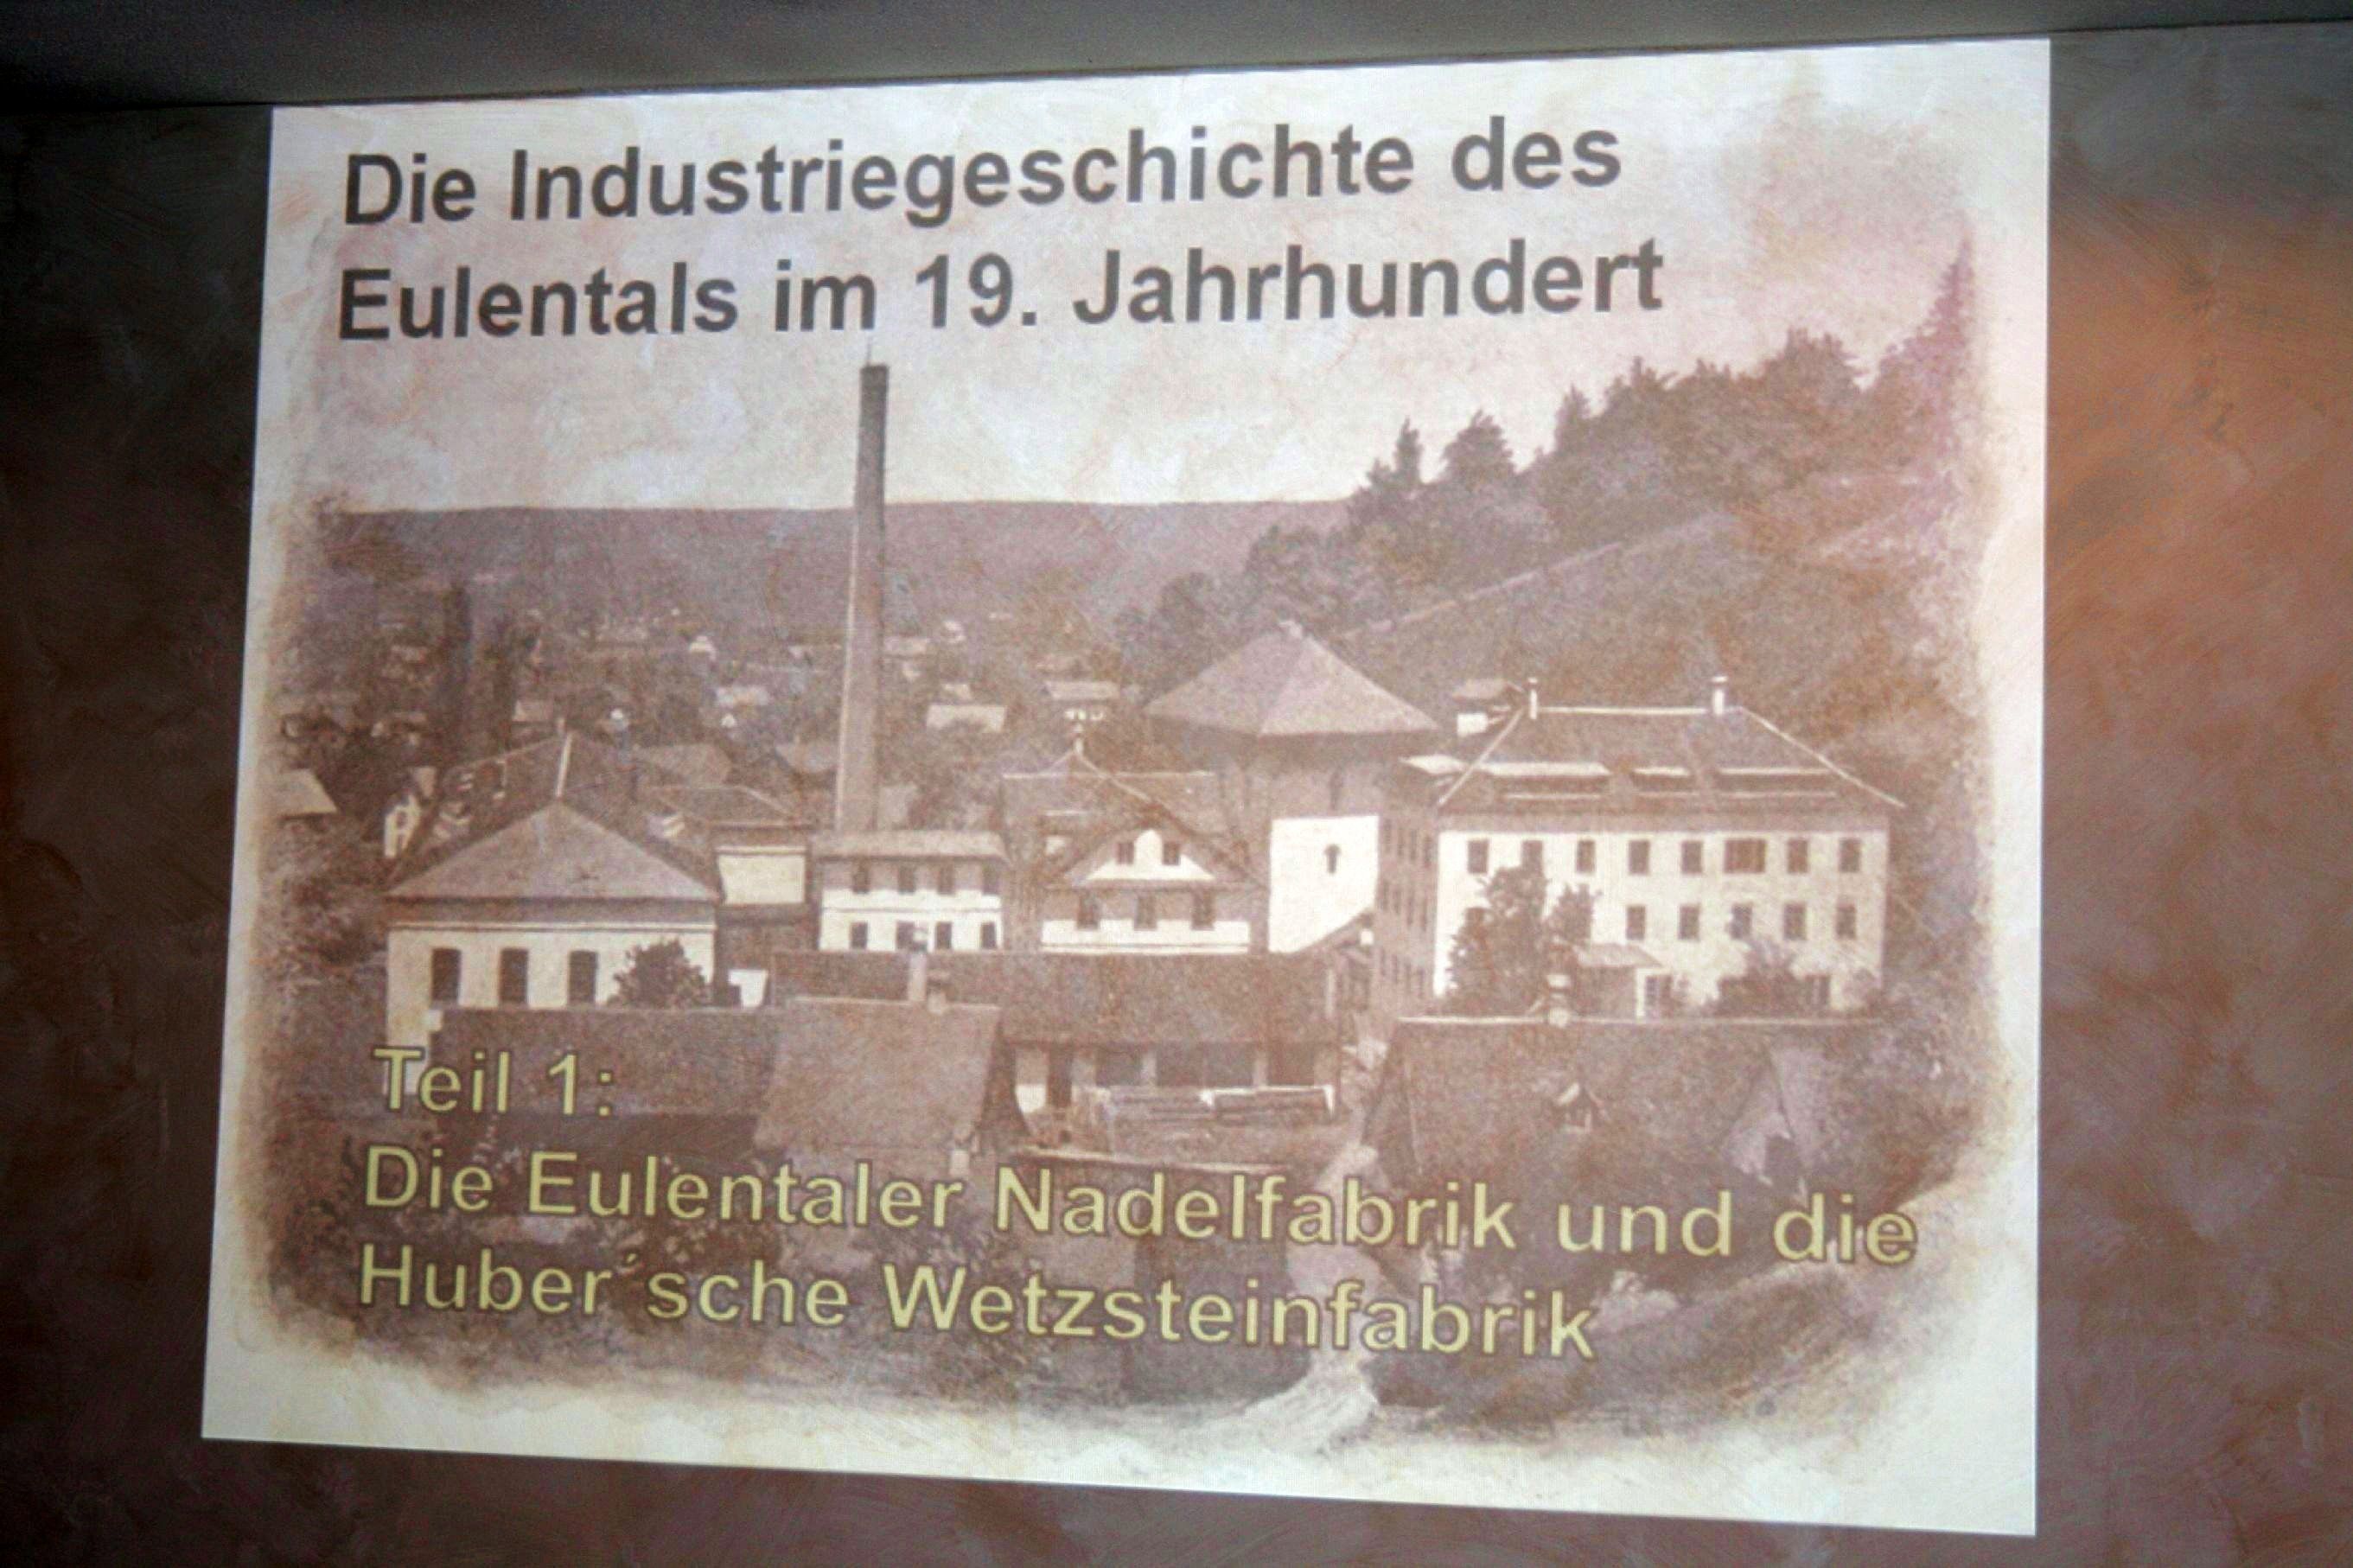 Die Industriegeschichte des
Eulentals im 19. Jahrhundert
Teil 1:
Die Eulentaler Nadelfabrik und die
Huber´sche Wetzsteinfabrik